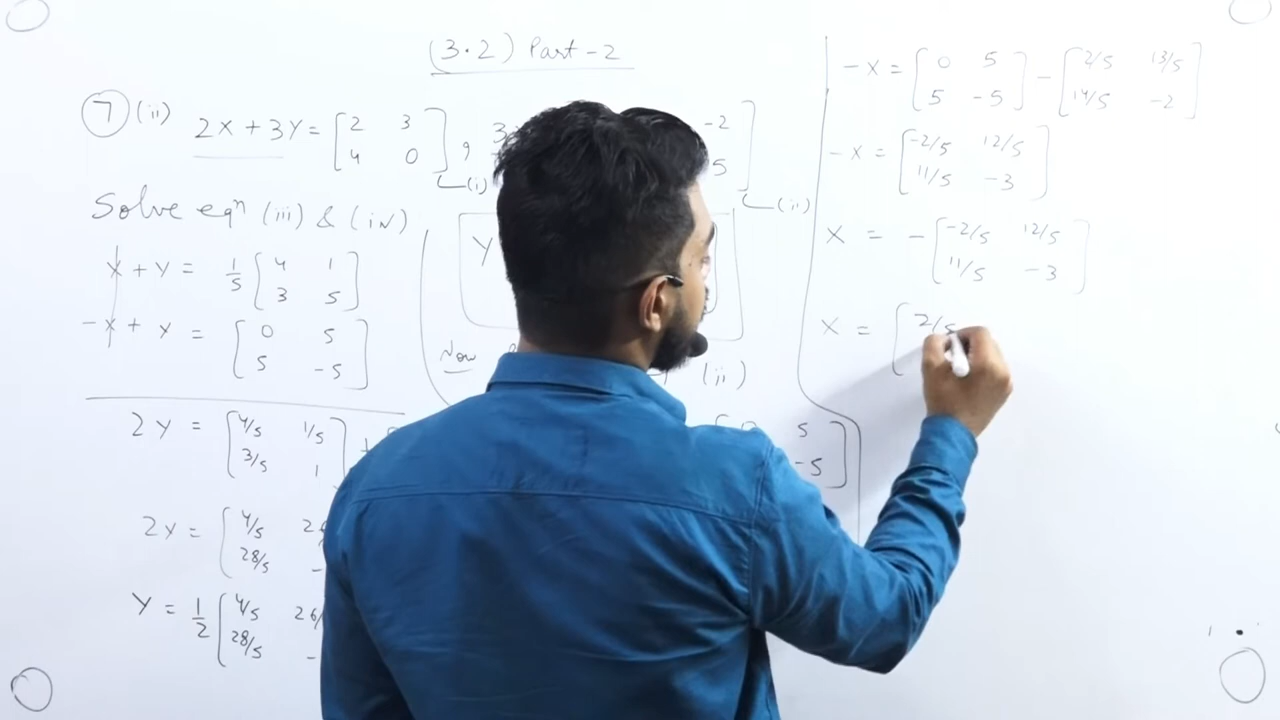 (3.2) Part-2
7 (ii) 2X + 3Y = [2 3 4 0], 3 -2 5
(i) (ii)
Solve eqn (iii) & (iv)
X + Y = 1/5 [4 1 3 5]
-X + Y = [0 5 5 -5]
2Y = [4/5 1/5 3/5 1] +
2Y = [4/5 2 28/5 -
Y = 1/2 [4/5 26/ 28/5 -
Y
Now (ii)
5 -5]
-X = [0 5 5 -5] - [2/5 13/5 14/5 -2]
-X = [-2/5 12/5 11/5 -3]
X = - [-2/5 12/5 11/5 -3]
X = [2/5